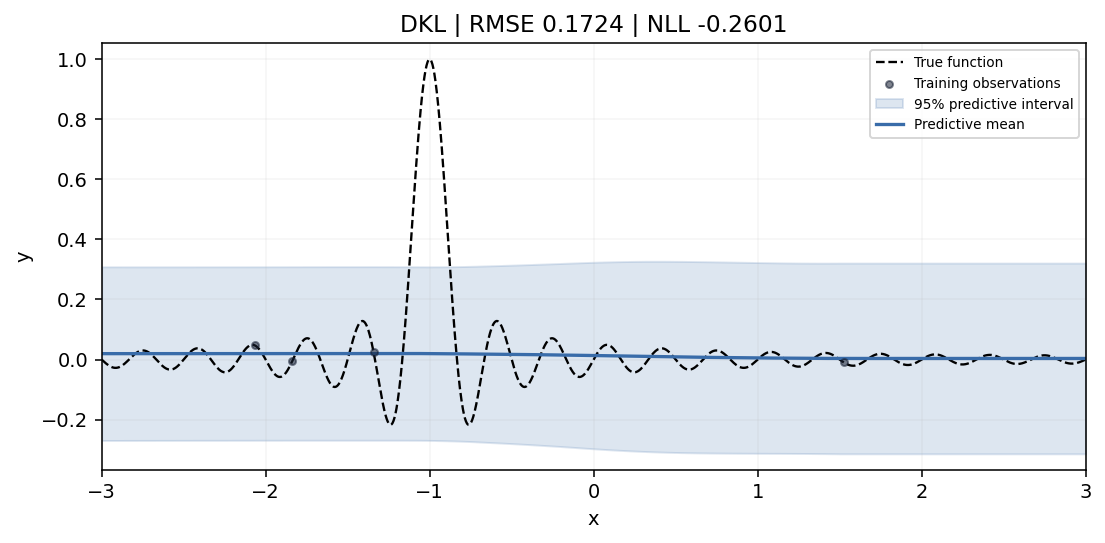 DKL | RMSE 0.1724 | NLL -0.2601
True function
Training observations
95% predictive interval
Predictive mean
1.0
0.8
0.6
0.4
0.2
0.0
−0.2
y
−3
−2
−1
0
1
2
3
x